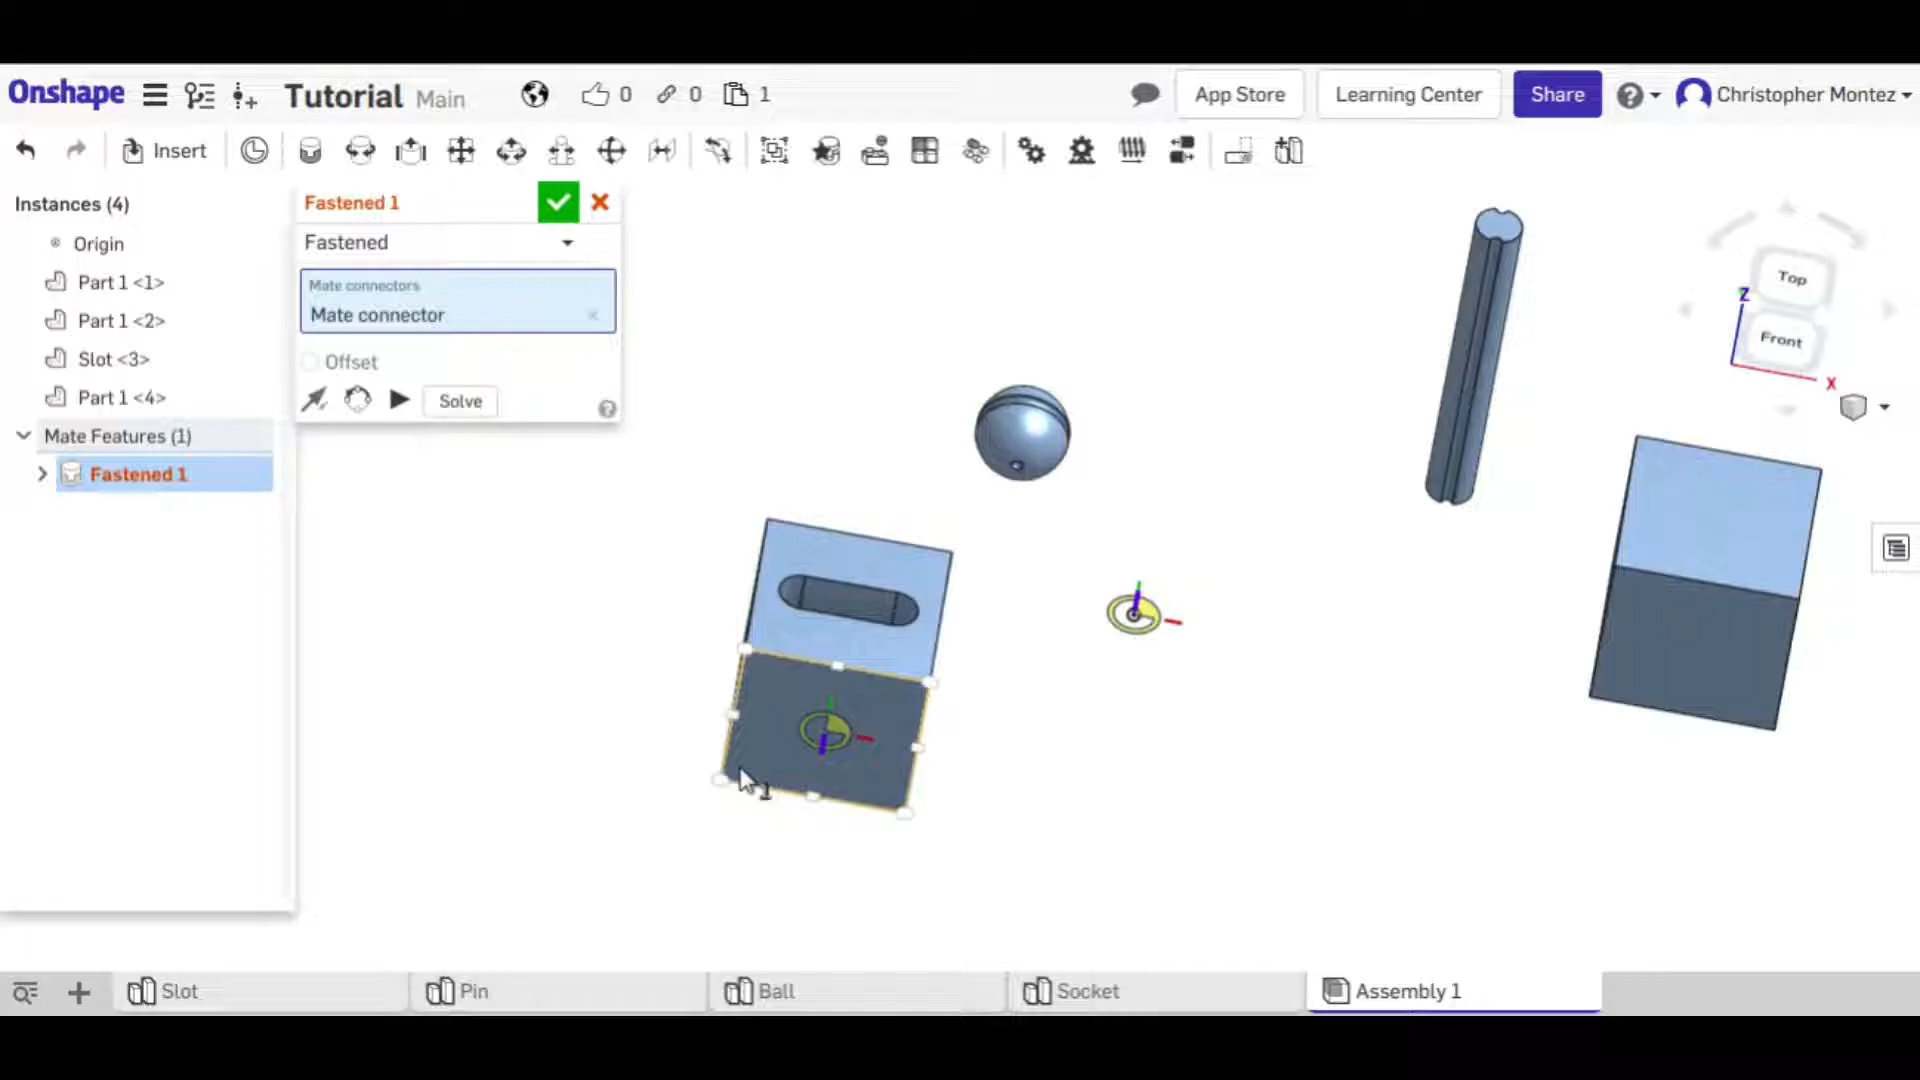 Onshape Tutorial Main 0 0 1 App Store Learning Center Share Christopher Montez
Insert
Instances (4)
Origin
Part 1 <1>
Part 1 <2>
Slot <3>
Part 1 <4>
Mate Features (1)
Fastened 1
Fastened 1
Fastened
Mate connectors
Mate connector
Offset
Solve
1
Top
Front
Z
X
Slot Pin Ball Socket Assembly 1